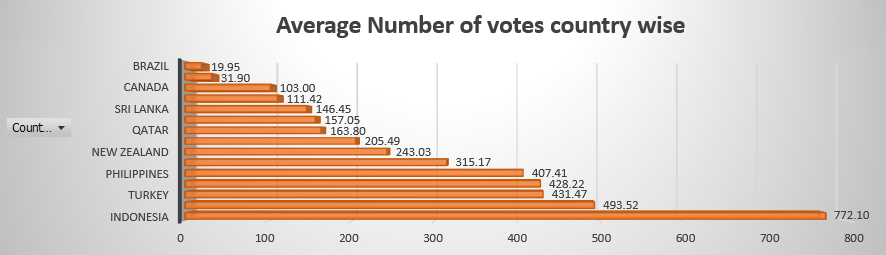 Average Number of votes country wise
Count...
BRAZIL 19.95
31.90
CANADA 103.00
111.42
SRI LANKA 146.45
157.05
QATAR 163.80
205.49
NEW ZEALAND 243.03
315.17
PHILIPPINES 407.41
428.22
TURKEY 431.47
493.52
INDONESIA 772.10
0 100 200 300 400 500 600 700 800